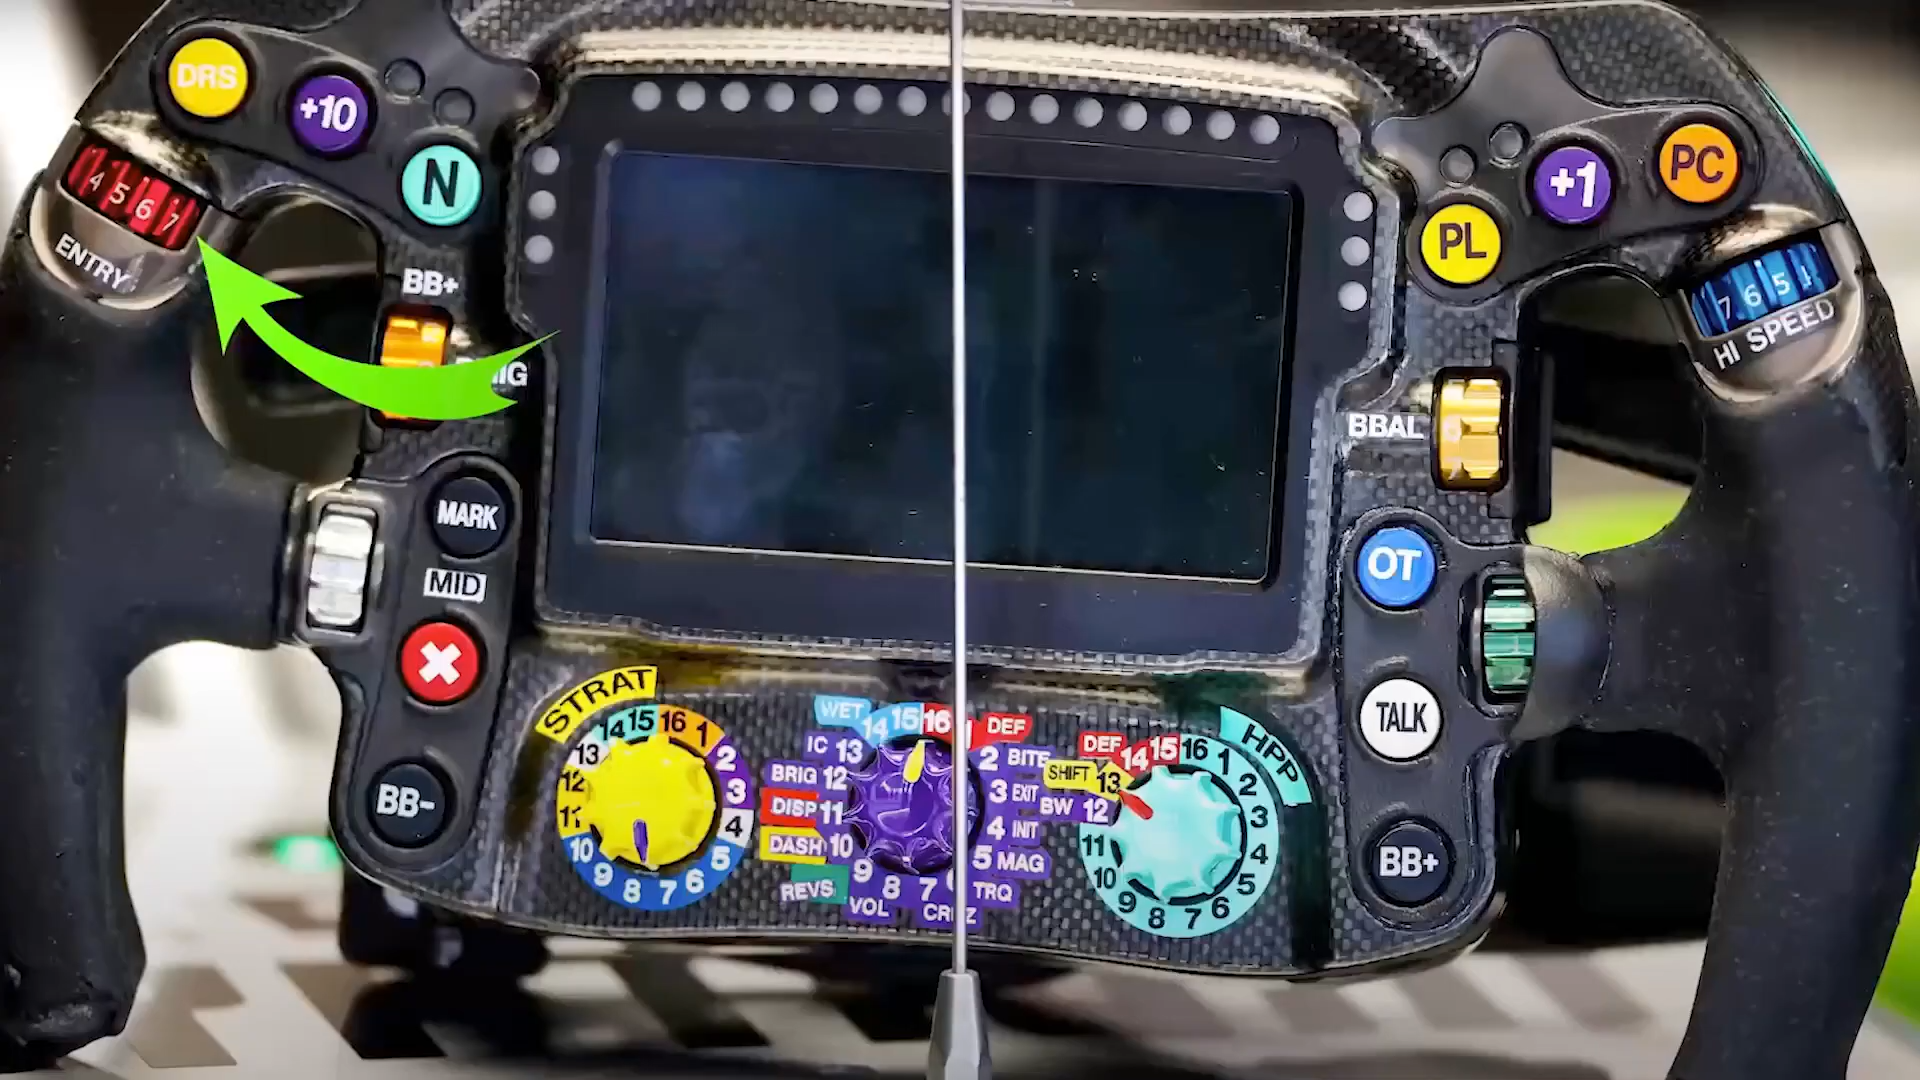 DRS
+10
N
4 5 6 7
ENTRY
BB+
MARK
MID
BB-
+1
PC
PL
7 6 5
HI SPEED
BBAL
OT
TALK
BB+
STRAT
1 2 3 4 5 6 7 8 9 10 11 12 13 14 15 16
WET 14 15 16 1 DEF
IC 13 2 BITE
BRIG 12 3 EXIT
DISP 11 4 INIT
DASH 10 5 MAG
REVS 9 8 7 TRQ
VOL
HPP
DEF
SHIFT
BW
1 2 3 4 5 6 7 8 9 10 11 12 13 14 15 16